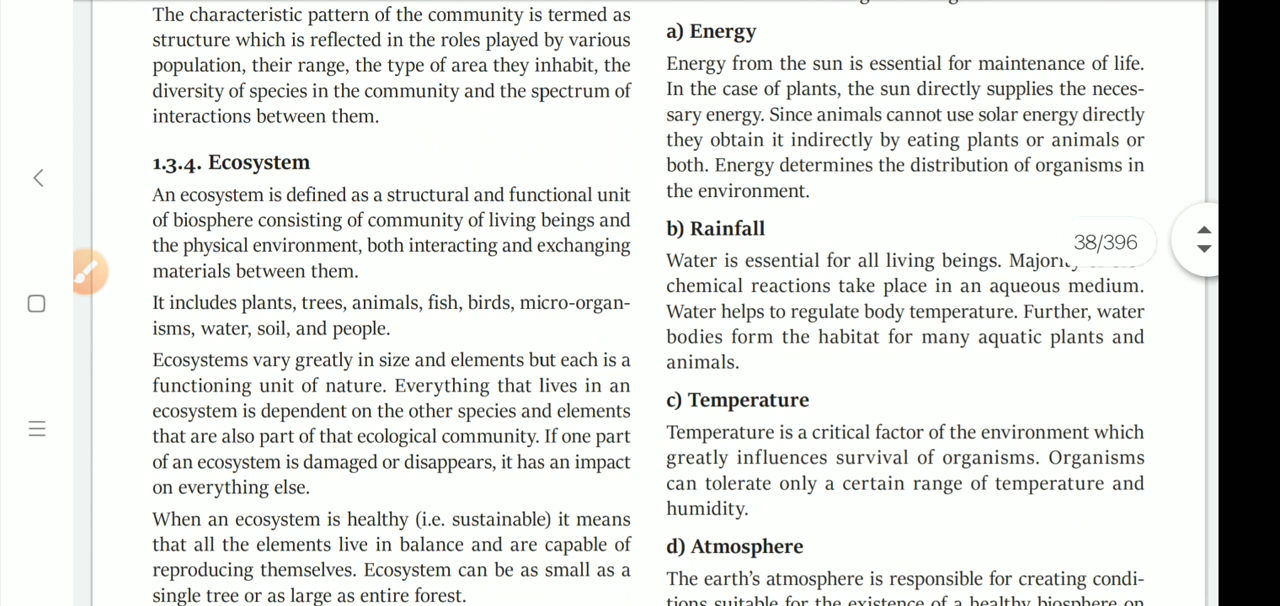 The characteristic pattern of the community is termed as
structure which is reflected in the roles played by various
population, their range, the type of area they inhabit, the
diversity of species in the community and the spectrum of
interactions between them.
1.3.4. Ecosystem
An ecosystem is defined as a structural and functional unit
of biosphere consisting of community of living beings and
the physical environment, both interacting and exchanging
materials between them.
It includes plants, trees, animals, fish, birds, micro-organ-
isms, water, soil, and people.
Ecosystems vary greatly in size and elements but each is a
functioning unit of nature. Everything that lives in an
ecosystem is dependent on the other species and elements
that are also part of that ecological community. If one part
of an ecosystem is damaged or disappears, it has an impact
on everything else.
When an ecosystem is healthy (i.e. sustainable) it means
that all the elements live in balance and are capable of
reproducing themselves. Ecosystem can be as small as a
single tree or as large as entire forest.
a) Energy
Energy from the sun is essential for maintenance of life.
In the case of plants, the sun directly supplies the neces-
sary energy. Since animals cannot use solar energy directly
they obtain it indirectly by eating plants or animals or
both. Energy determines the distribution of organisms in
the environment.
b) Rainfall
38/396
Water is essential for all living beings.
chemical reactions take place in an aqueous medium.
Water helps to regulate body temperature. Further, water
bodies form the habitat for many aquatic plants and
animals.
c) Temperature
Temperature is a critical factor of the environment which
greatly influences survival of organisms. Organisms
can tolerate only a certain range of temperature and
humidity.
d) Atmosphere
The earth's atmosphere is responsible for creating condi-
tions suitable for the existence of a healthy biosphere on